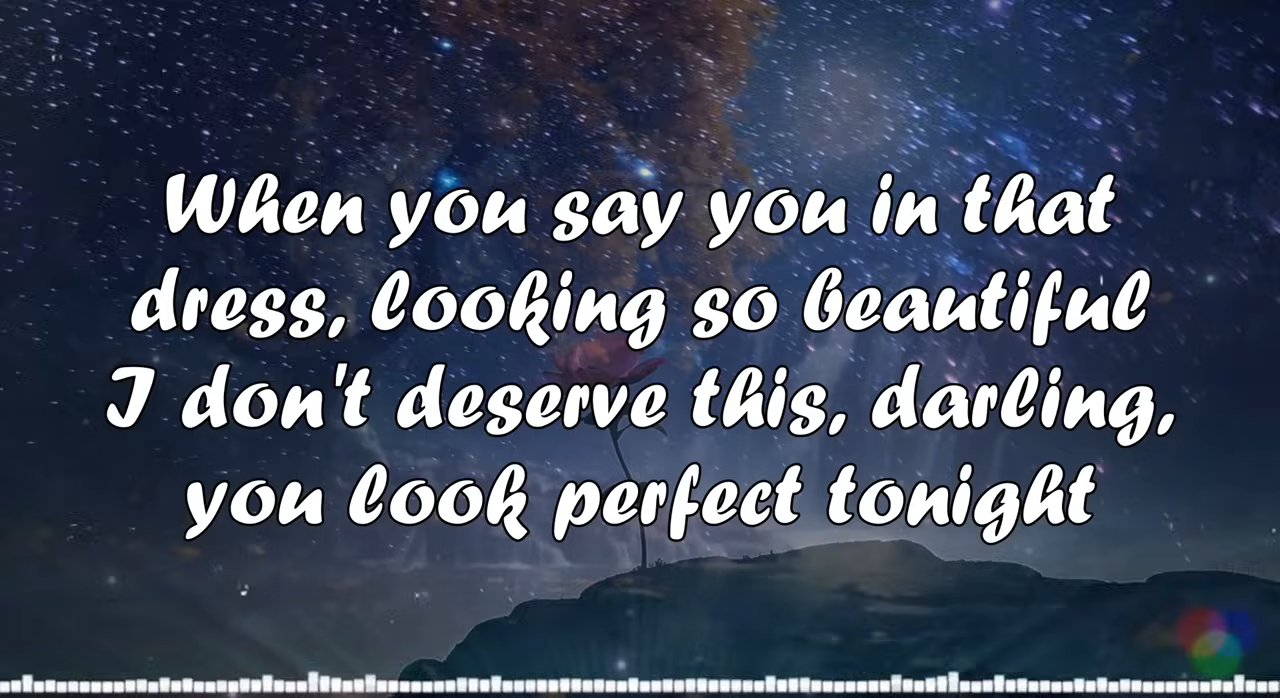 When you say you in that
dress, looking so beautiful
I don't deserve this, darling,
you look perfect tonight